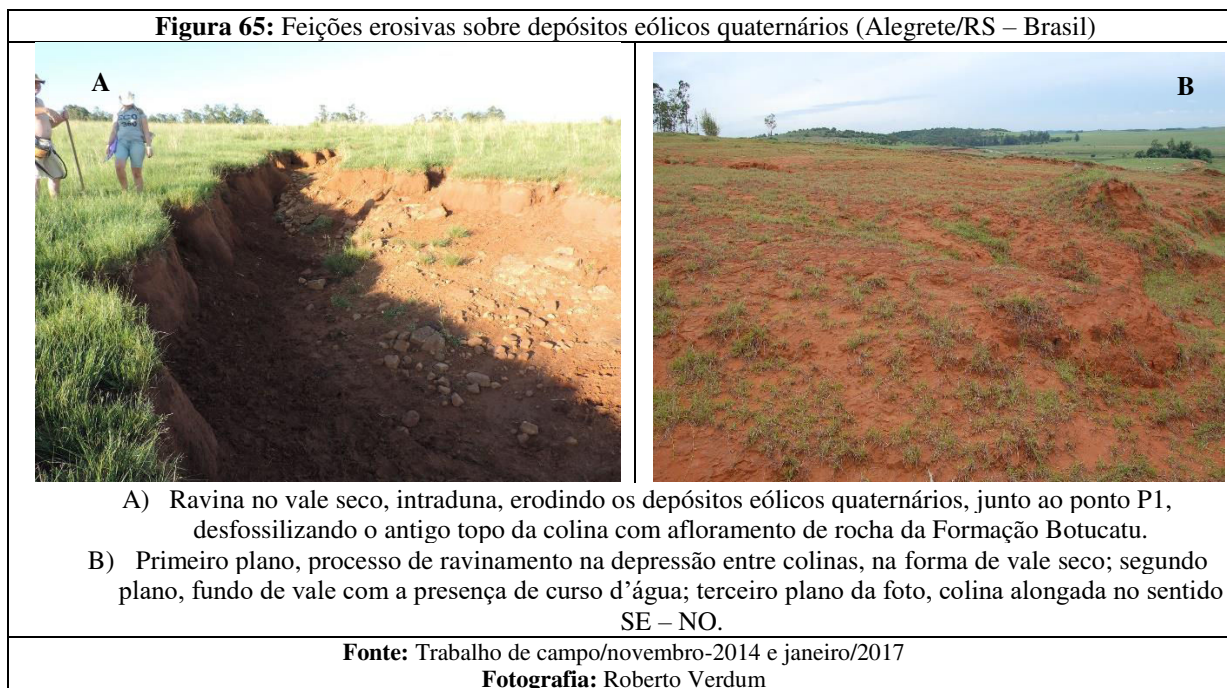 Figura 65: Feições erosivas sobre depósitos eólicos quaternários (Alegrete/RS – Brasil)
A
B
A) Ravina no vale seco, intraduna, erodindo os depósitos eólicos quaternários, junto ao ponto P1,
desfossilizando o antigo topo da colina com afloramento de rocha da Formação Botucatu.
B) Primeiro plano, processo de ravinamento na depressão entre colinas, na forma de vale seco; segundo
plano, fundo de vale com a presença de curso d’água; terceiro plano da foto, colina alongada no sentido
SE – NO.
Fonte: Trabalho de campo/novembro-2014 e janeiro/2017
Fotografia: Roberto Verdum